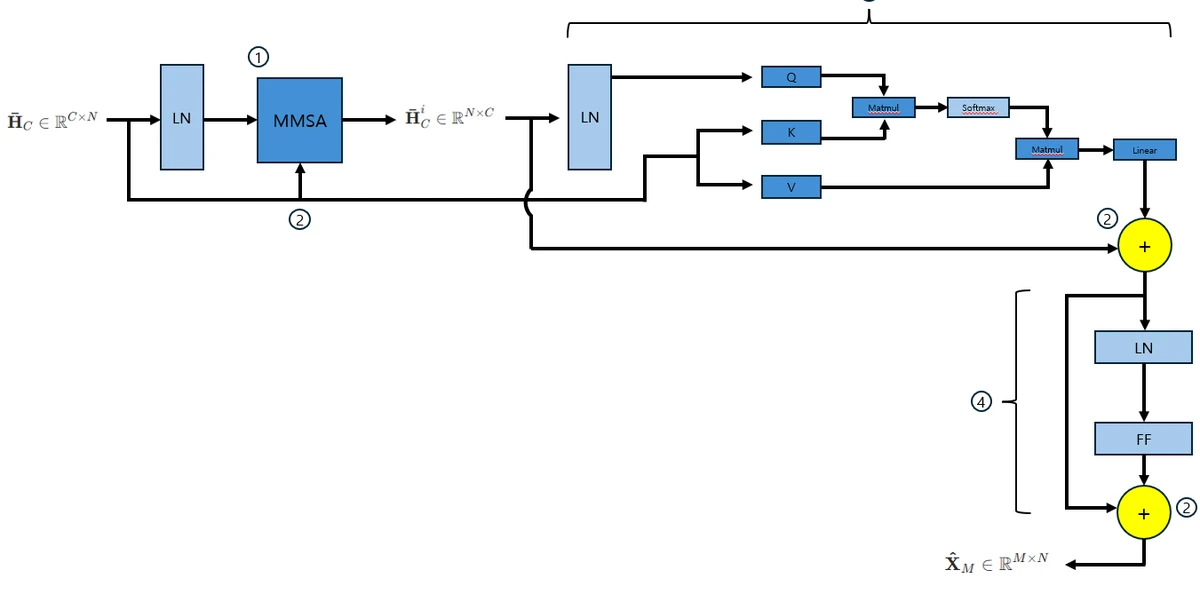 ①
H̄_C ∈ ℝ^{C×N}
LN
MMSA
H̄_C^i ∈ ℝ^{N×C}
LN
Q
K
V
Matmul
Softmax
Matmul
Linear
②
②
+
④
LN
FF
+
②
X̂_M ∈ ℝ^{M×N}